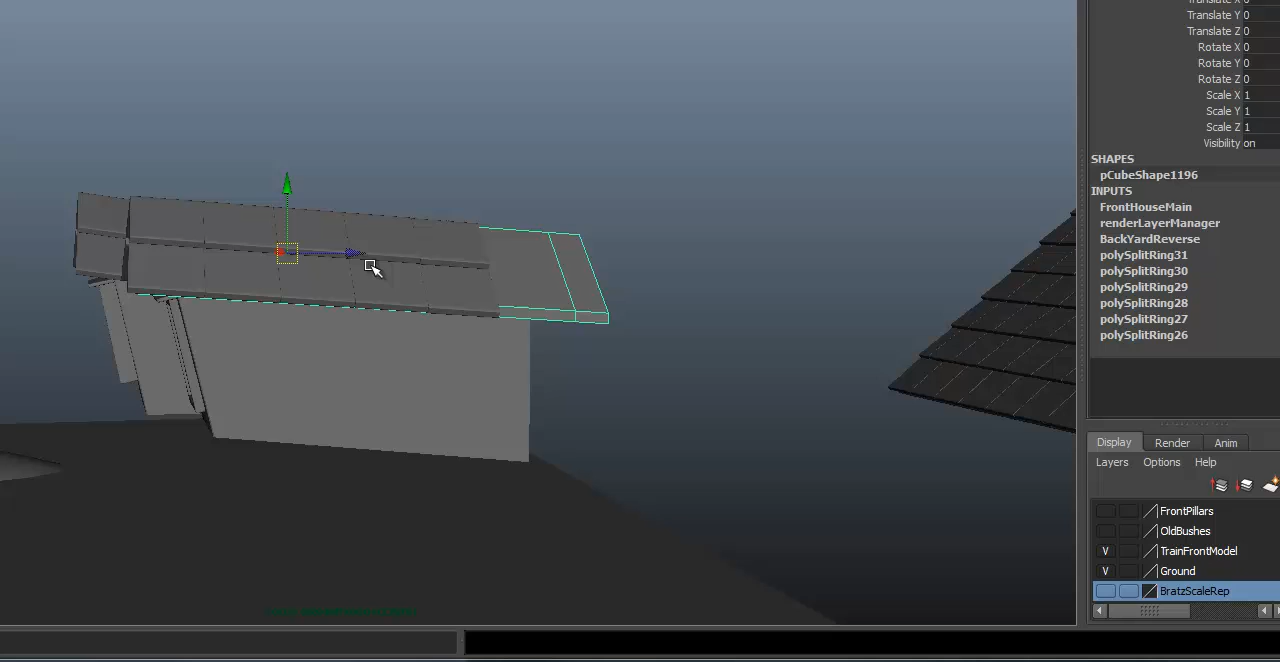 Translate Y 0
Translate Z 0
Rotate X 0
Rotate Y 0
Rotate Z 0
Scale X 1
Scale Y 1
Scale Z 1
Visibility on
SHAPES
pCubeShape1196
INPUTS
FrontHouseMain
renderLayerManager
BackYardReverse
polySplitRing31
polySplitRing30
polySplitRing29
polySplitRing28
polySplitRing27
polySplitRing26
Display Render Anim
Layers Options Help
FrontPillars
OldBushes
V TrainFrontModel
V Ground
BratzScaleRep